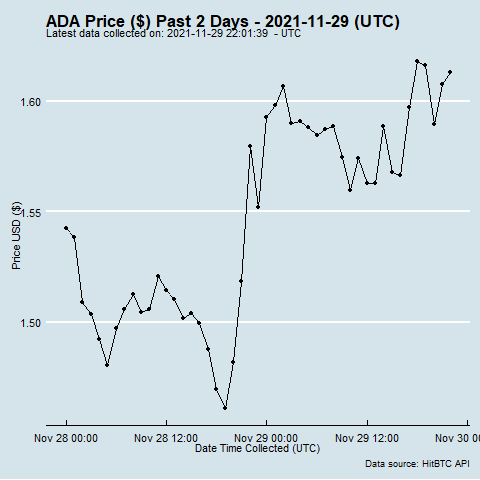 ADA Price ($) Past 2 Days - 2021-11-29 (UTC)
Latest data collected on: 2021-11-29 22:01:39 - UTC
1.60
1.55
1.50
Price USD ($)
Nov 28 00:00 Nov 28 12:00 Nov 29 00:00 Nov 29 12:00 Nov 30 00
Date Time Collected (UTC)
Data source: HitBTC API